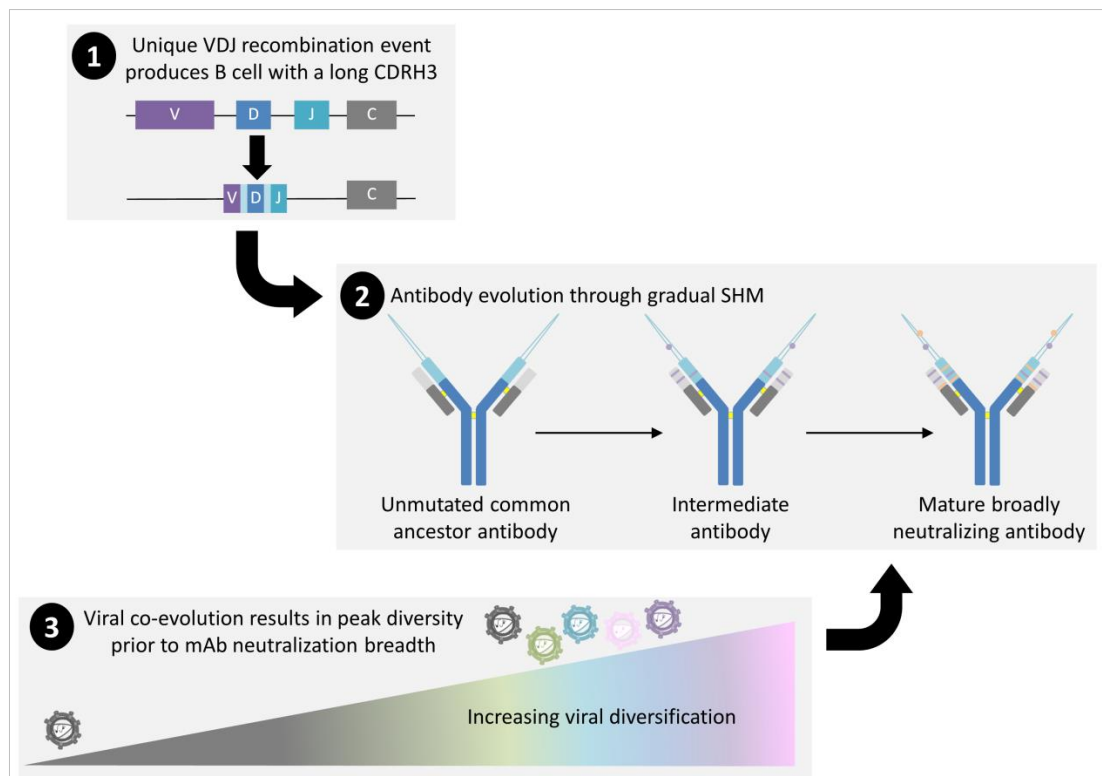 1
Unique VDJ recombination event
produces B cell with a long CDRH3
V D J C
V D J C
2
Antibody evolution through gradual SHM
Unmutated common
ancestor antibody
Intermediate
antibody
Mature broadly
neutralizing antibody
3
Viral co-evolution results in peak diversity
prior to mAb neutralization breadth
Increasing viral diversification